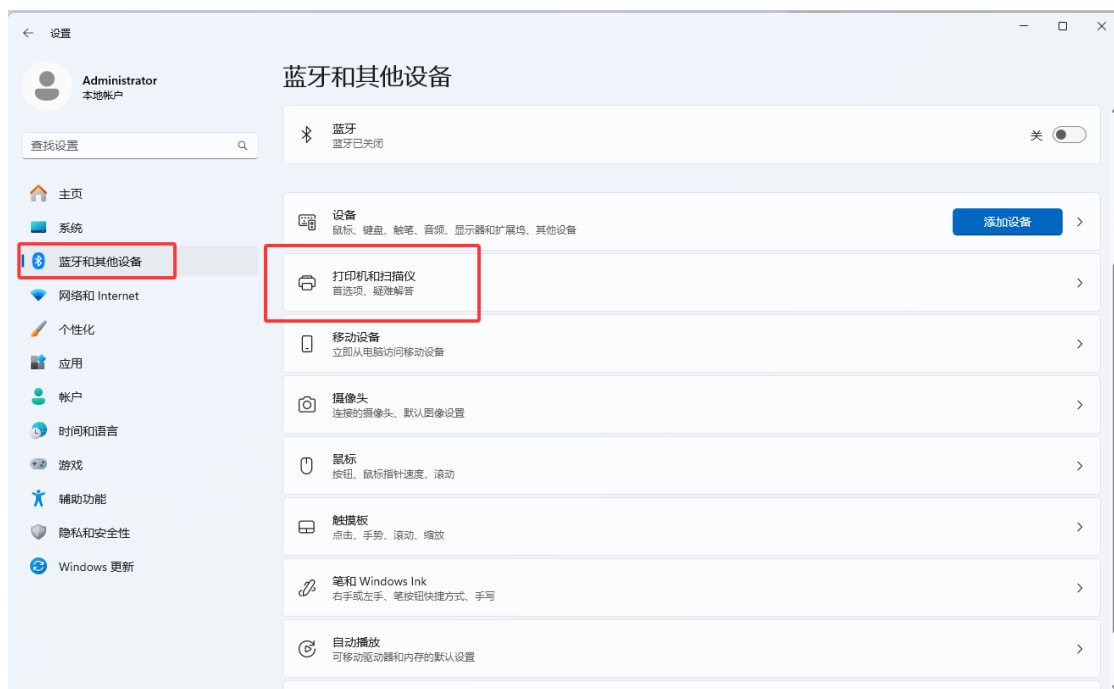 设置
Administrator
本地帐户
查找设置
主页
系统
蓝牙和其他设备
网络和 Internet
个性化
应用
帐户
时间和语言
游戏
辅助功能
隐私和安全性
Windows 更新
蓝牙和其他设备
蓝牙
蓝牙已关闭
关
设备
鼠标、键盘、触笔、音频、显示器和扩展坞、其他设备
添加设备
打印机和扫描仪
首选项、疑难解答
移动设备
立即从电脑访问移动设备
摄像头
连接的摄像头、默认图像设置
鼠标
按钮、鼠标指针速度、滚动
触摸板
点击、手势、滚动、缩放
笔和 Windows Ink
右手或左手、笔按钮快捷方式、手写
自动播放
可移动驱动器和内存的默认设置